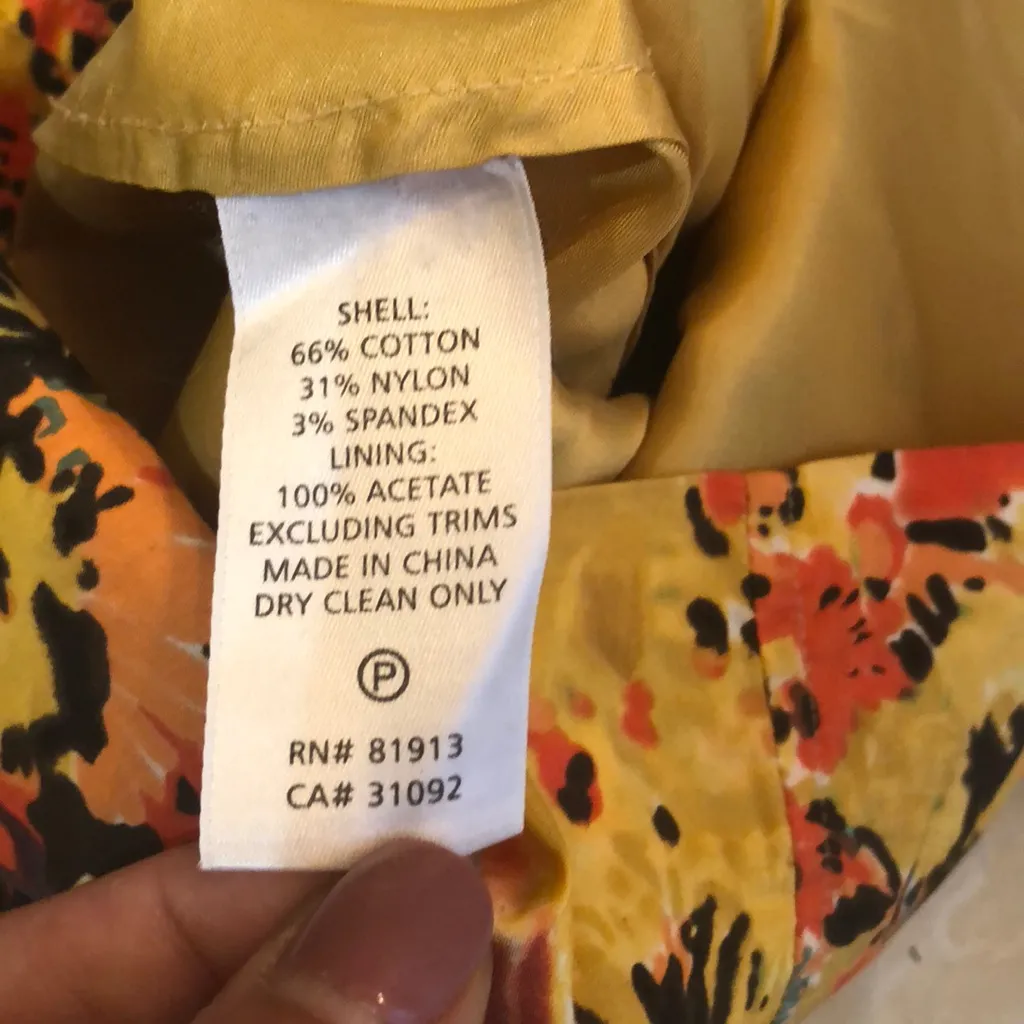 SHELL:
66% COTTON
31% NYLON
3% SPANDEX
LINING:
100% ACETATE
EXCLUDING TRIMS
MADE IN CHINA
DRY CLEAN ONLY
P
RN# 81913
CA# 31092